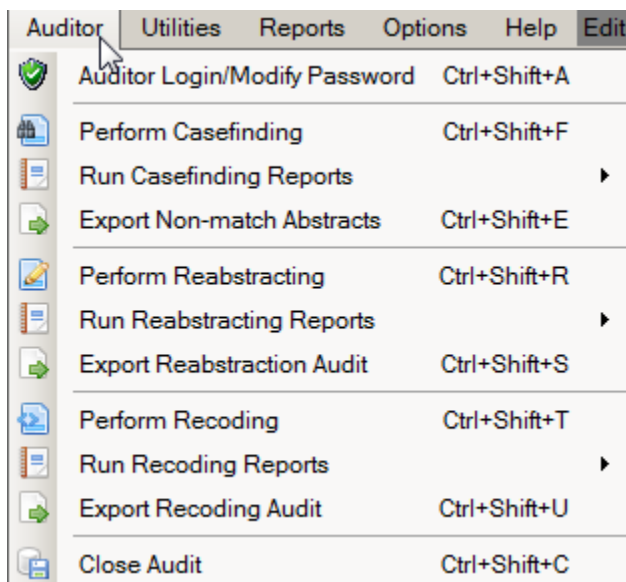 Auditor Utilities Reports Options Help Edit
Auditor Login/Modify Password Ctrl+Shift+A
Perform Casefinding Ctrl+Shift+F
Run Casefinding Reports
Export Non-match Abstracts Ctrl+Shift+E
Perform Reabstracting Ctrl+Shift+R
Run Reabstracting Reports
Export Reabstraction Audit Ctrl+Shift+S
Perform Recoding Ctrl+Shift+T
Run Recoding Reports
Export Recoding Audit Ctrl+Shift+U
Close Audit Ctrl+Shift+C